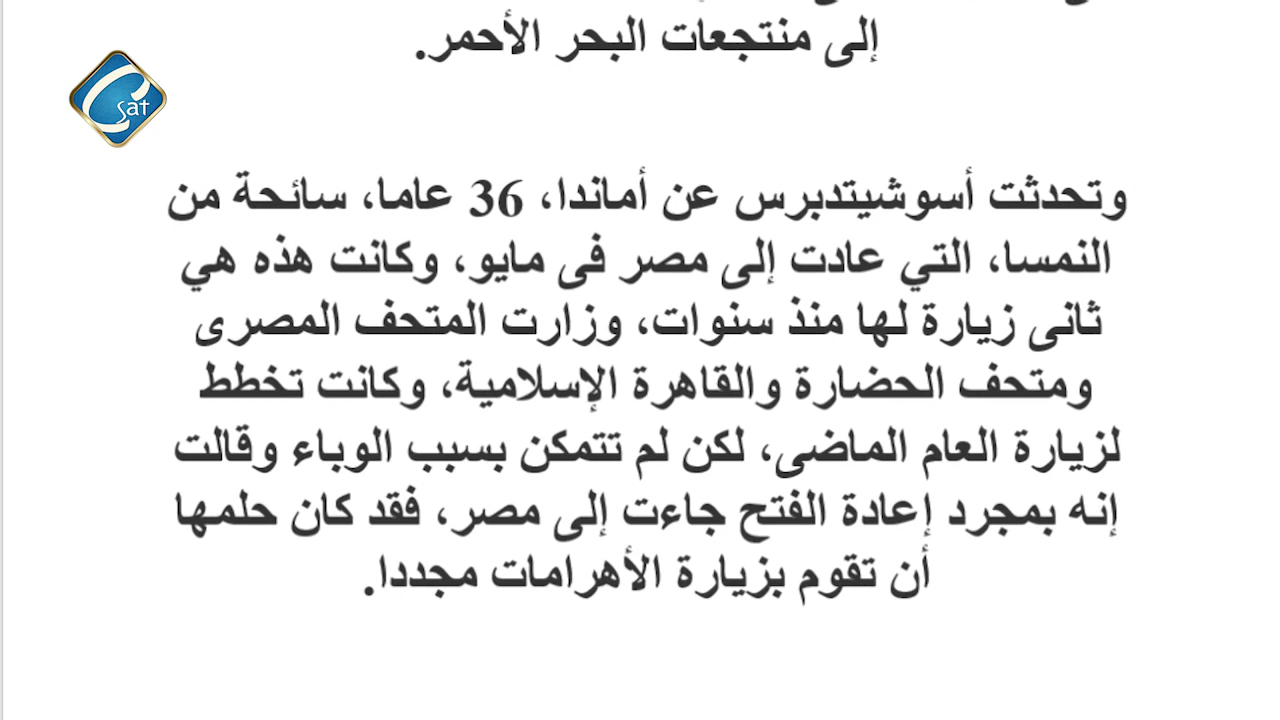 إلى منتجعات البحر الأحمر.
Csat
وتحدثت أسوشيتدبرس عن أماندا، 36 عاما، سائحة من
النمسا، التي عادت إلى مصر فى مايو، وكانت هذه هي
ثانى زيارة لها منذ سنوات، وزارت المتحف المصرى
ومتحف الحضارة والقاهرة الإسلامية، وكانت تخطط
لزيارة العام الماضى، لكن لم تتمكن بسبب الوباء وقالت
إنه بمجرد إعادة الفتح جاءت إلى مصر، فقد كان حلمها
أن تقوم بزيارة الأهرامات مجددا.